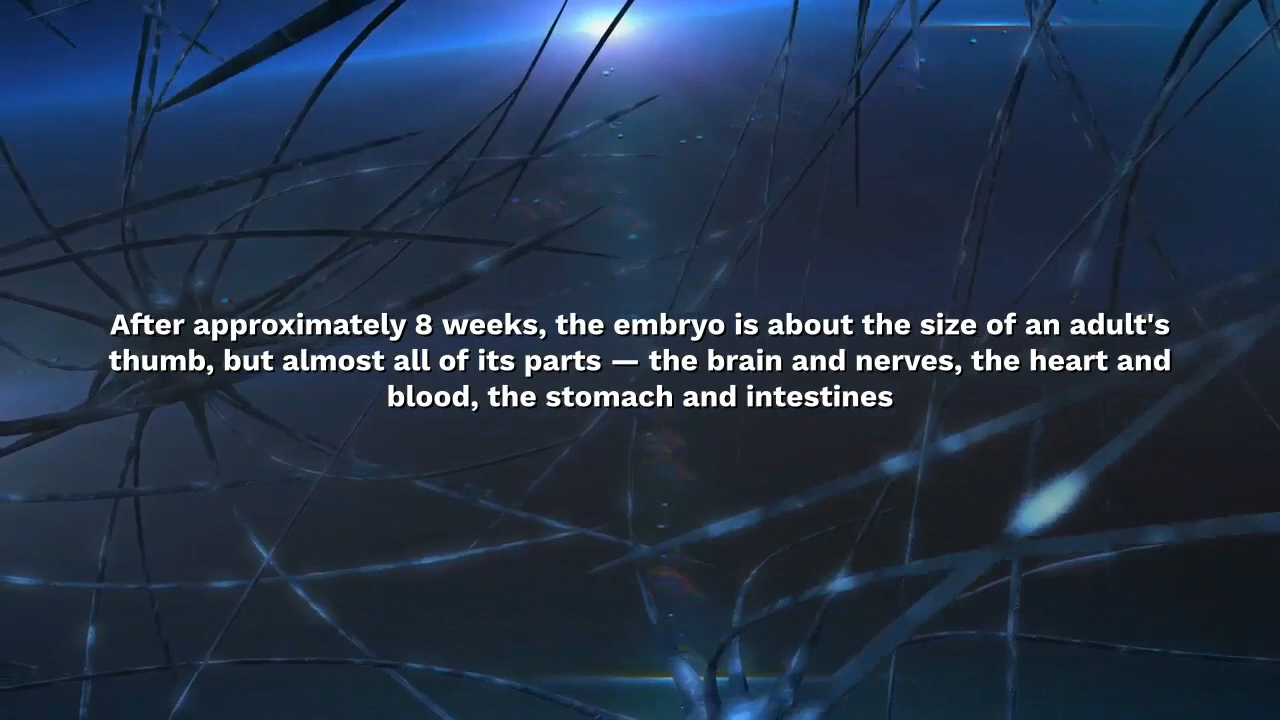 After approximately 8 weeks, the embryo is about the size of an adult's
thumb, but almost all of its parts — the brain and nerves, the heart and
blood, the stomach and intestines